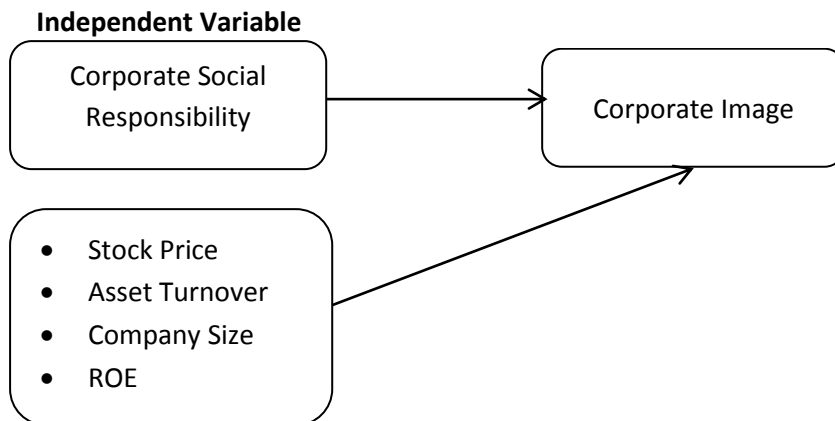 Independent Variable
Corporate Social
Responsibility
Corporate Image
• Stock Price
• Asset Turnover
• Company Size
• ROE